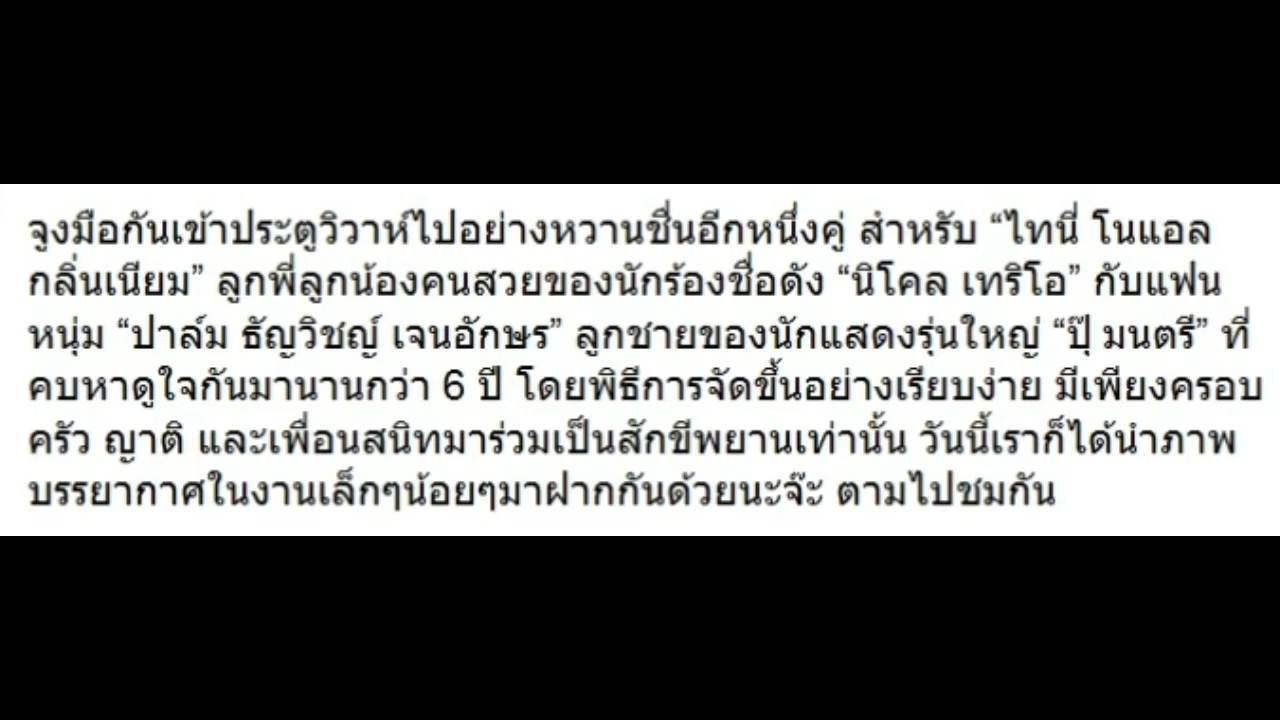 จูงมือกันเข้าประตูวิวาห์ไปอย่างหวานชื่นอีกหนึ่งคู่ สำหรับ “ไทนี่ โนแอล
กลิ่นเนียม” ลูกพี่ลูกน้องคนสวยของนักร้องชื่อดัง “นิโคล เทริโอ” กับแฟน
หนุ่ม “ปาล์ม ธัญวิชญ์ เจนอักษร” ลูกชายของนักแสดงรุ่นใหญ่ “ปุ๊ มนตรี” ที่
คบหาดูใจกันมานานกว่า 6 ปี โดยพิธีการจัดขึ้นอย่างเรียบง่าย มีเพียงครอบ
ครัว ญาติ และเพื่อนสนิทมาร่วมเป็นสักขีพยานเท่านั้น วันนี้เราก็ได้นำภาพ
บรรยากาศในงานเล็กๆน้อยๆมาฝากกันด้วยนะจ๊ะ ตามไปชมกัน